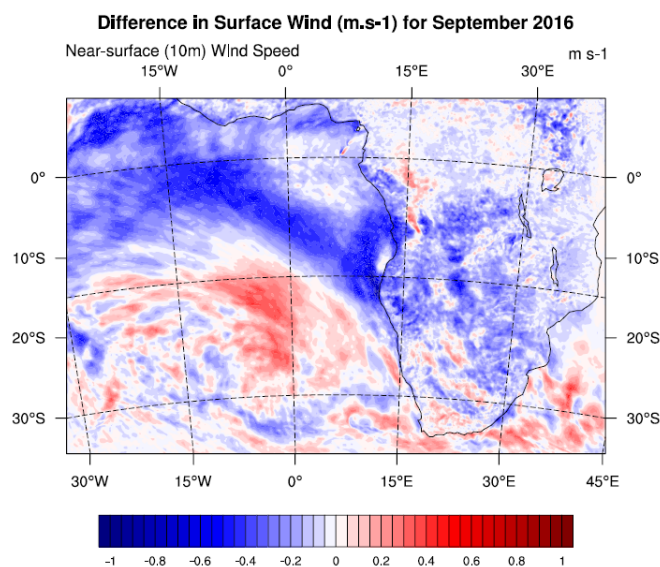 Difference in Surface Wind (m.s-1) for September 2016
Near-surface (10m) WInd Speed
m s-1
15°W 0° 15°E 30°E
0° 0°
10°S 10°S
20°S 20°S
30°S 30°S
30°W 15°W 0° 15°E 30°E 45°E
-1 -0.8 -0.6 -0.4 -0.2 0 0.2 0.4 0.6 0.8 1